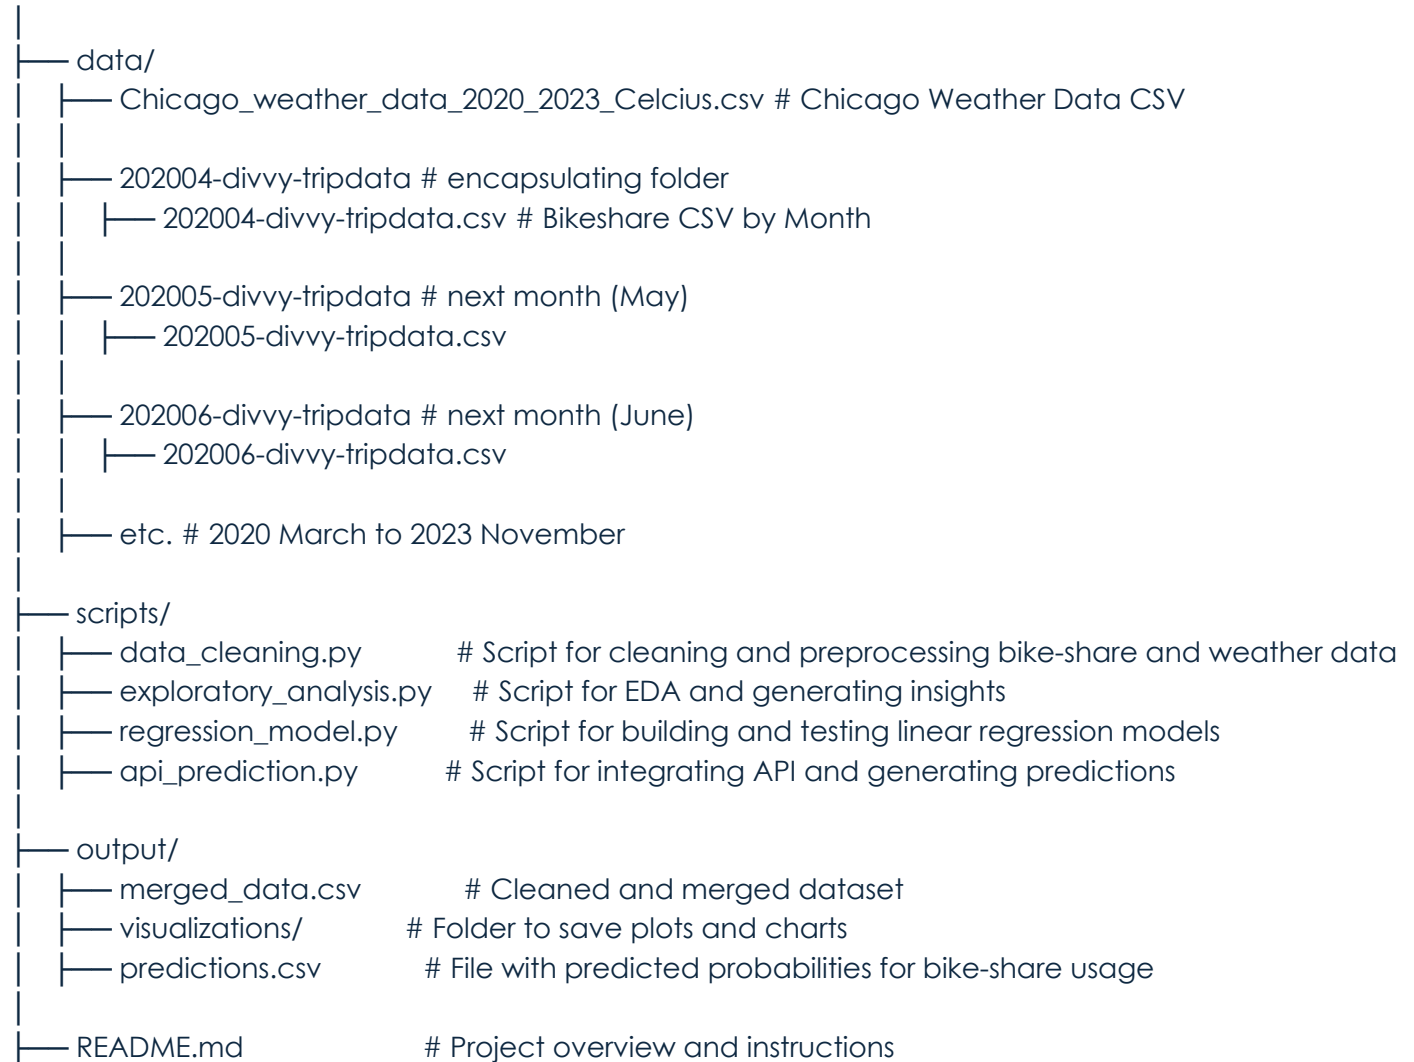 data/
Chicago_weather_data_2020_2023_Celcius.csv # Chicago Weather Data CSV
202004-divvy-tripdata # encapsulating folder
202004-divvy-tripdata.csv # Bikeshare CSV by Month
202005-divvy-tripdata # next month (May)
202005-divvy-tripdata.csv
202006-divvy-tripdata # next month (June)
202006-divvy-tripdata.csv
etc. # 2020 March to 2023 November
scripts/
data_cleaning.py # Script for cleaning and preprocessing bike-share and weather data
exploratory_analysis.py # Script for EDA and generating insights
regression_model.py # Script for building and testing linear regression models
api_prediction.py # Script for integrating API and generating predictions
output/
merged_data.csv # Cleaned and merged dataset
visualizations/ # Folder to save plots and charts
predictions.csv # File with predicted probabilities for bike-share usage
README.md # Project overview and instructions